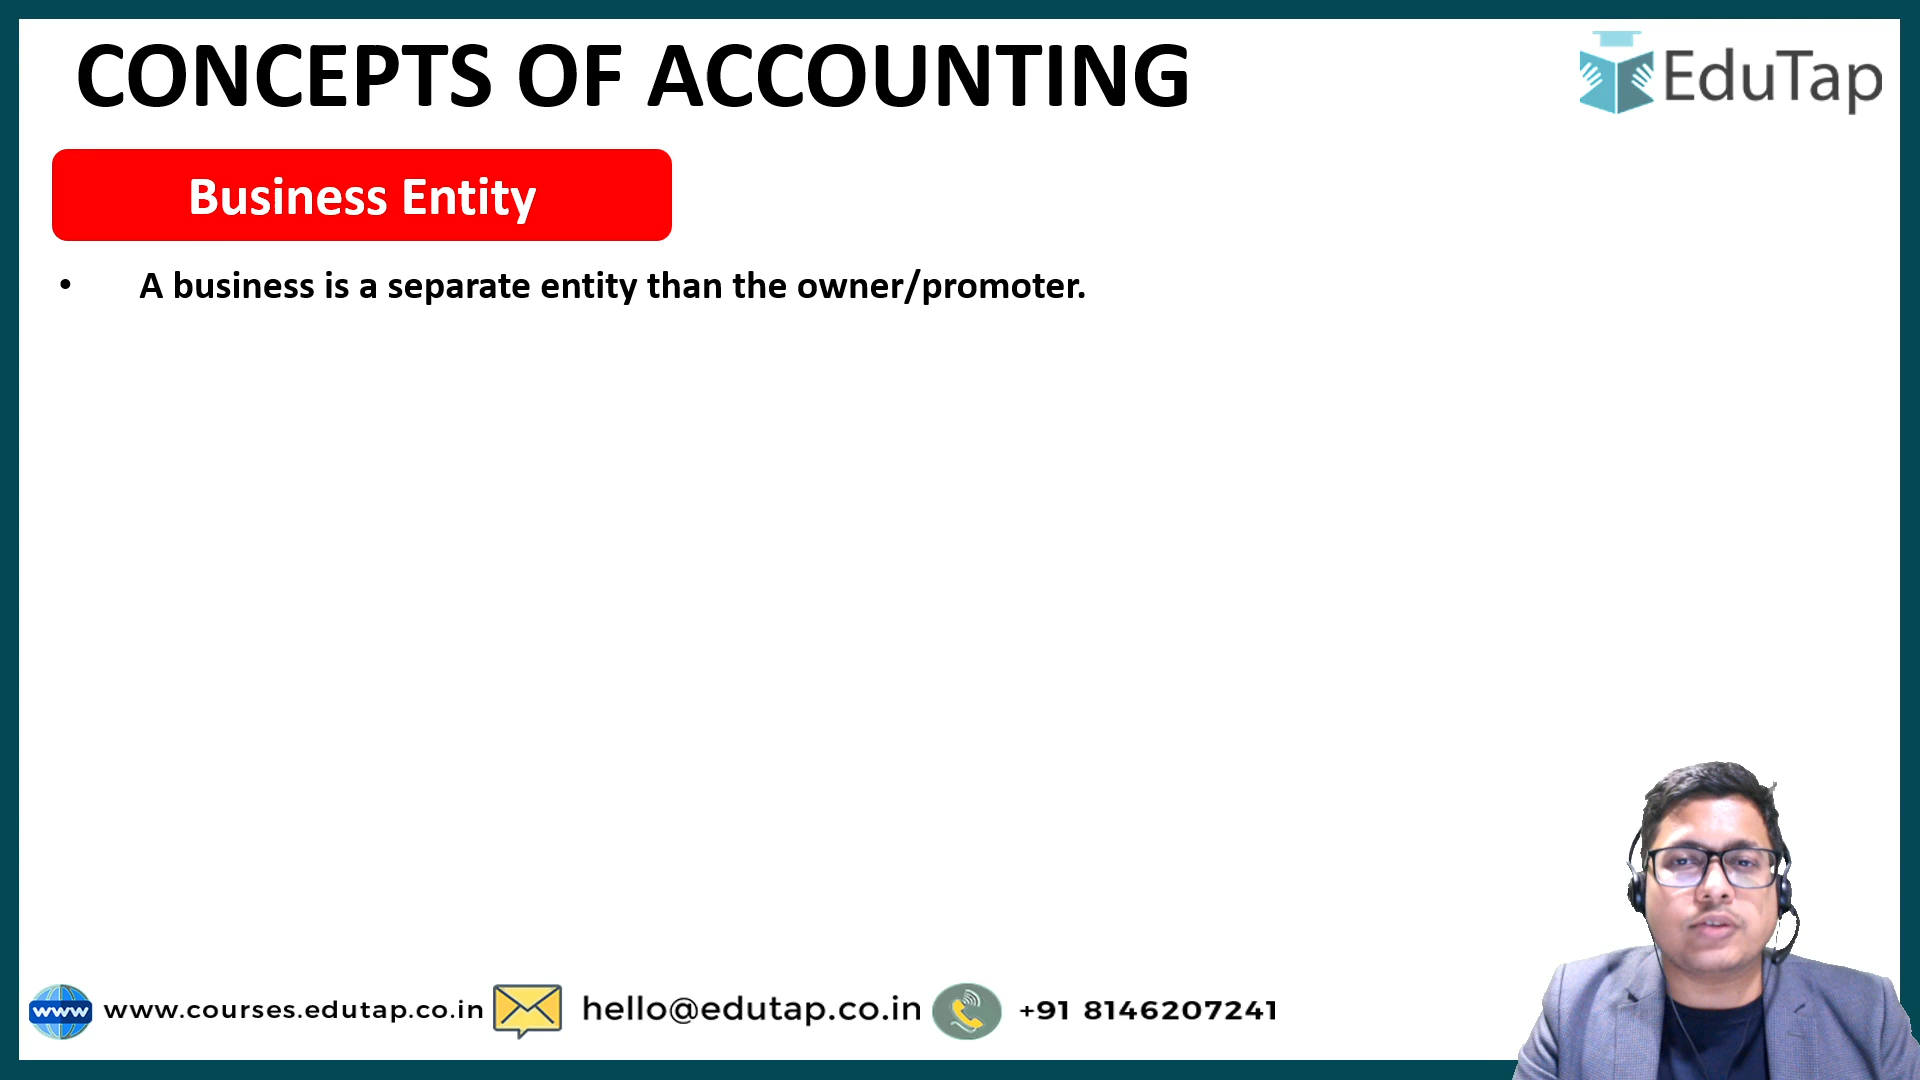 CONCEPTS OF ACCOUNTING
EduTap
Business Entity
• A business is a separate entity than the owner/promoter.
www www.courses.edutap.co.in hello@edutap.co.in +91 8146207241